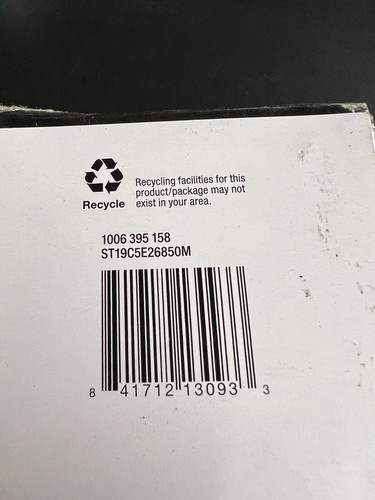 Recycle
Recycling facilities for this
product/package may not
exist in your area.
1006 395 158
ST19C5E26850M
8 41712 13093 3